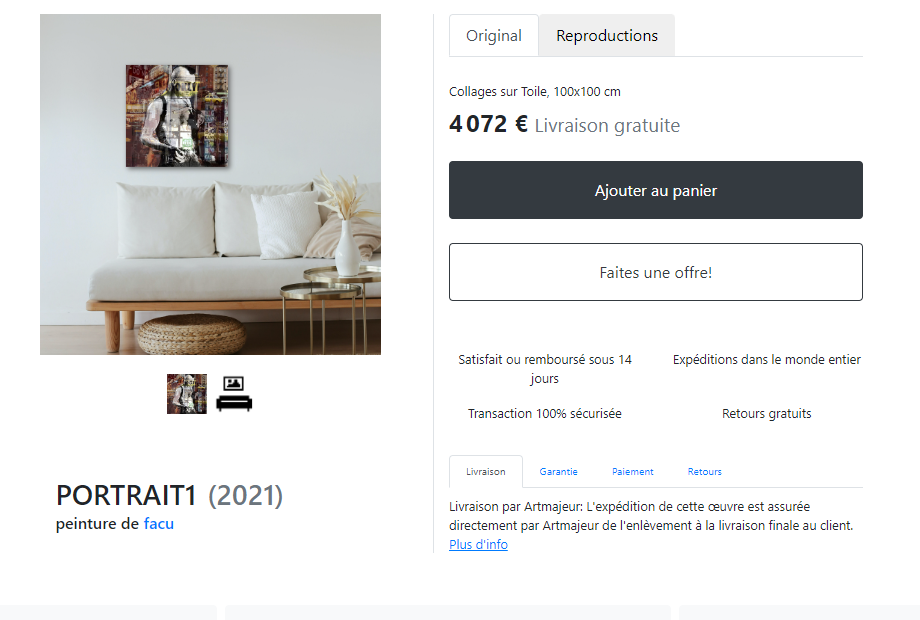 Original
Reproductions
Collages sur Toile, 100x100 cm
4 072 € Livraison gratuite
Ajouter au panier
Faites une offre!
Satisfait ou remboursé sous 14
jours
Expéditions dans le monde entier
Transaction 100% sécurisée
Retours gratuits
Livraison
Garantie
Paiement
Retours
Livraison par Artmajeur: L'expédition de cette œuvre est assurée
directement par Artmajeur de l'enlèvement à la livraison finale au client.
Plus d'info
PORTRAIT1 (2021)
peinture de facu